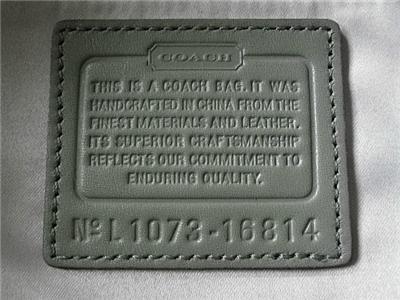 COACH
THIS IS A COACH BAG. IT WAS
HANDCRAFTED IN CHINA FROM THE
FINEST MATERIALS AND LEATHER.
ITS SUPERIOR CRAFTSMANSHIP
REFLECTS OUR COMMITMENT TO
ENDURING QUALITY.
Nº L1073-16814